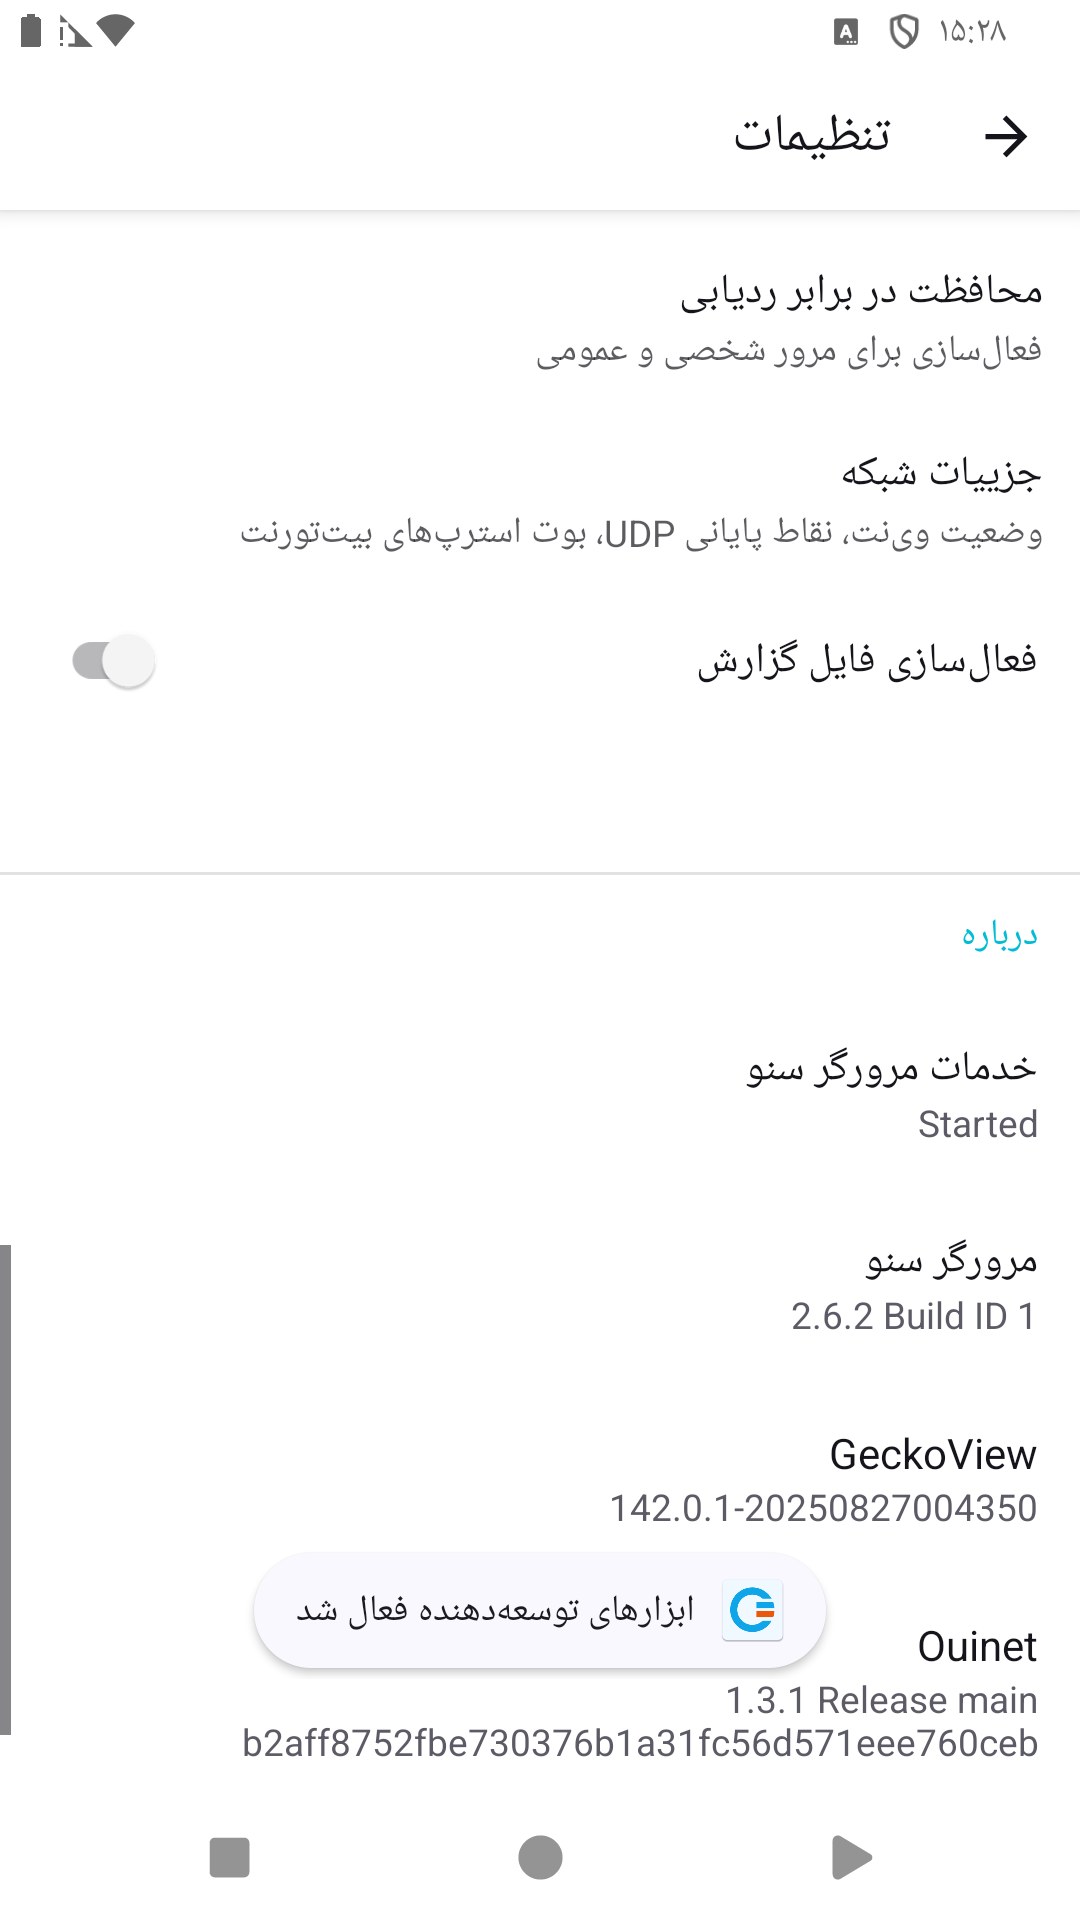 ۱۵:۲۸
تنظیمات
محافظت در برابر ردیابی
فعال‌سازی برای مرور شخصی و عمومی
جزییات شبکه
وضعیت وی‌نت، نقاط پایانی UDP، بوت استرپ‌های بیت‌تورنت
فعال‌سازی فایل گزارش
درباره
خدمات مرورگر سنو
Started
مرورگر سنو
2.6.2 Build ID 1
GeckoView
142.0.1-20250827004350
ابزارهای توسعه‌دهنده فعال شد
Ouinet
1.3.1 Release main
b2aff8752fbe730376b1a31fc56d571eee760ceb